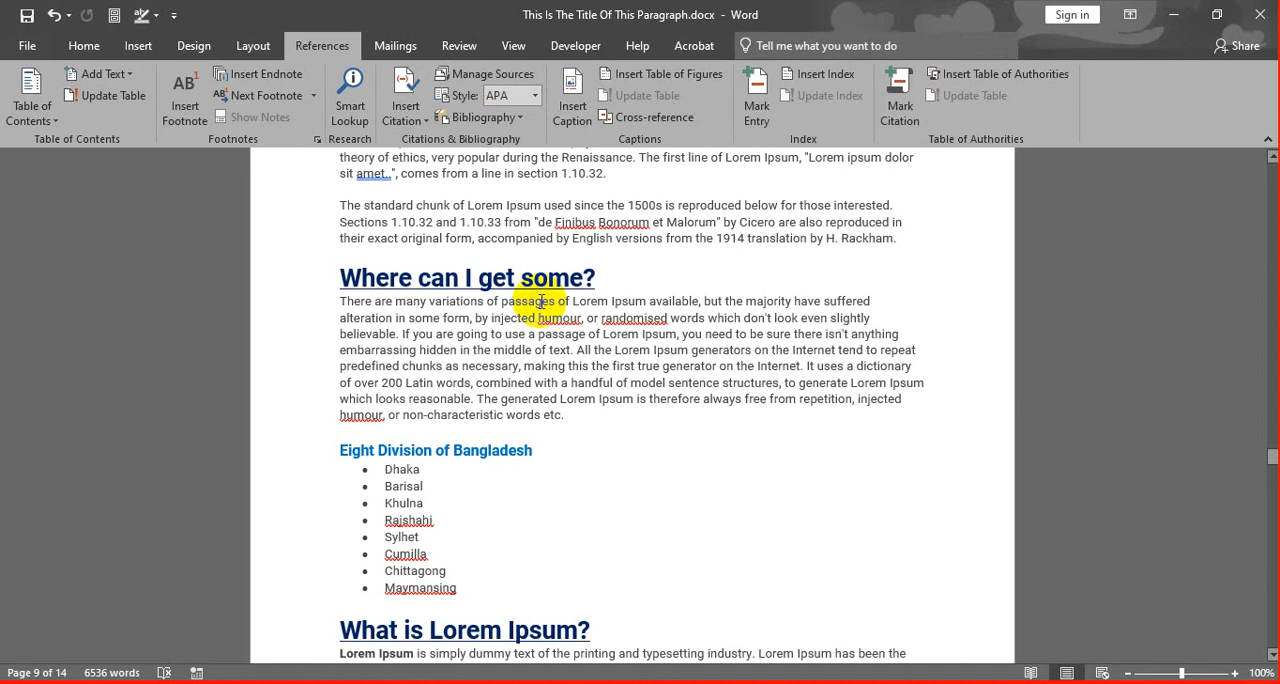 This Is The Title Of This Paragraph.docx - Word
Sign in
File Home Insert Design Layout References Mailings Review View Developer Help Acrobat Tell me what you want to do Share
Table of Contents
Add Text
Update Table
Table of Contents
AB1
Insert Footnote
Insert Endnote
Next Footnote
Show Notes
Footnotes
Smart Lookup
Research
Insert Citation
Manage Sources
Style: APA
Bibliography
Citations & Bibliography
Insert Caption
Insert Table of Figures
Update Table
Cross-reference
Captions
Mark Entry
Insert Index
Update Index
Index
Mark Citation
Insert Table of Authorities
Update Table
Table of Authorities
theory of ethics, very popular during the Renaissance. The first line of Lorem Ipsum, "Lorem ipsum dolor
sit amet..", comes from a line in section 1.10.32.
The standard chunk of Lorem Ipsum used since the 1500s is reproduced below for those interested.
Sections 1.10.32 and 1.10.33 from "de Finibus Bonorum et Malorum" by Cicero are also reproduced in
their exact original form, accompanied by English versions from the 1914 translation by H. Rackham.
Where can I get some?
There are many variations of passages of Lorem Ipsum available, but the majority have suffered
alteration in some form, by injected humour, or randomised words which don't look even slightly
believable. If you are going to use a passage of Lorem Ipsum, you need to be sure there isn't anything
embarrassing hidden in the middle of text. All the Lorem Ipsum generators on the Internet tend to repeat
predefined chunks as necessary, making this the first true generator on the Internet. It uses a dictionary
of over 200 Latin words, combined with a handful of model sentence structures, to generate Lorem Ipsum
which looks reasonable. The generated Lorem Ipsum is therefore always free from repetition, injected
humour, or non-characteristic words etc.
Eight Division of Bangladesh
• Dhaka
• Barisal
• Khulna
• Rajshahi
• Sylhet
• Cumilla
• Chittagong
• Maymansing
What is Lorem Ipsum?
Lorem Ipsum is simply dummy text of the printing and typesetting industry. Lorem Ipsum has been the
Page 9 of 14 6536 words 100%